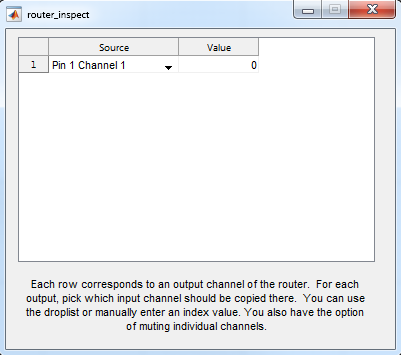 router_inspect
Source Value
1 Pin 1 Channel 1 0
Each row corresponds to an output channel of the router. For each
output, pick which input channel should be copied there. You can use
the droplist or manually enter an index value. You also have the option
of muting individual channels.